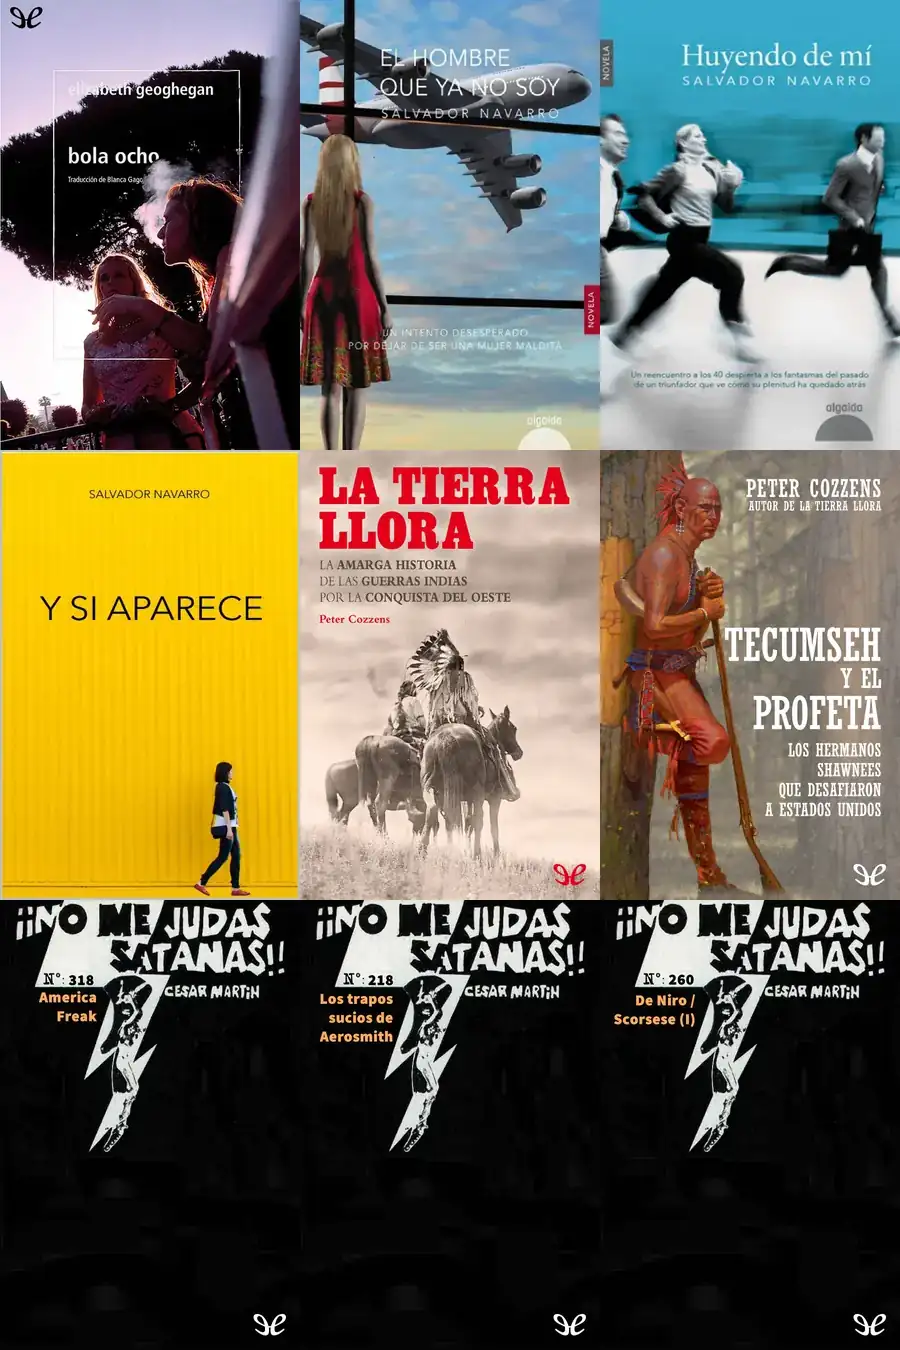 elizabeth geoghegan
bola ocho
Traducción de Blanca Gago
EL HOMBRE
QUE YA NO SOY
SALVADOR NAVARRO
NOVELA
UN INTENTO DESESPERADO
POR DEJAR DE SER UNA MUJER MALDITA
algaida
NOVELA
Huyendo de mí
SALVADOR NAVARRO
Un reencuentro a los 40 despierta a los fantasmas del pasado
de un triunfador que ve cómo su plenitud ha quedado atrás
algaida
SALVADOR NAVARRO
Y SI APARECE
LA TIERRA
LLORA
LA AMARGA HISTORIA
DE LAS GUERRAS INDIAS
POR LA CONQUISTA DEL OESTE
Peter Cozzens
PETER COZZENS
AUTOR DE LA TIERRA LLORA
TECUMSEH
Y EL
PROFETA
LOS HERMANOS
SHAWNEES
QUE DESAFIARON
A ESTADOS UNIDOS
¡¡NO ME JUDAS
SATANAS!!
Nº: 318
CESAR MARTIN
America
Freak
¡¡NO ME JUDAS
SATANAS!!
Nº: 218
CESAR MARTIN
Los trapos
sucios de
Aerosmith
¡¡NO ME JUDAS
SATANAS!!
Nº: 260
CESAR MARTIN
De Niro /
Scorsese (I)